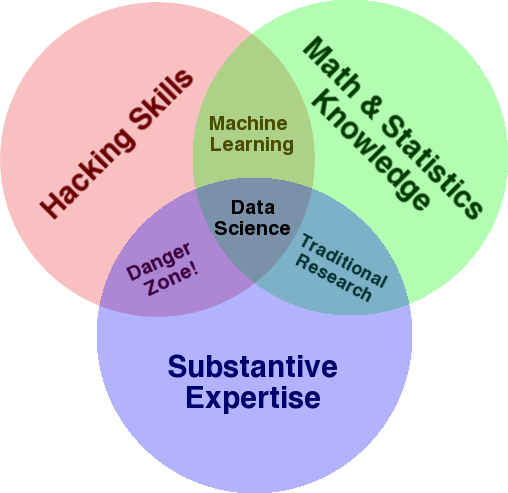 Hacking Skills
Math & Statistics
Knowledge
Machine
Learning
Data
Science
Danger
Zone!
Traditional
Research
Substantive
Expertise